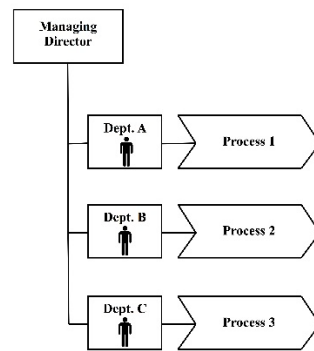 Managing
Director
Dept. A
Process 1
Dept. B
Process 2
Dept. C
Process 3